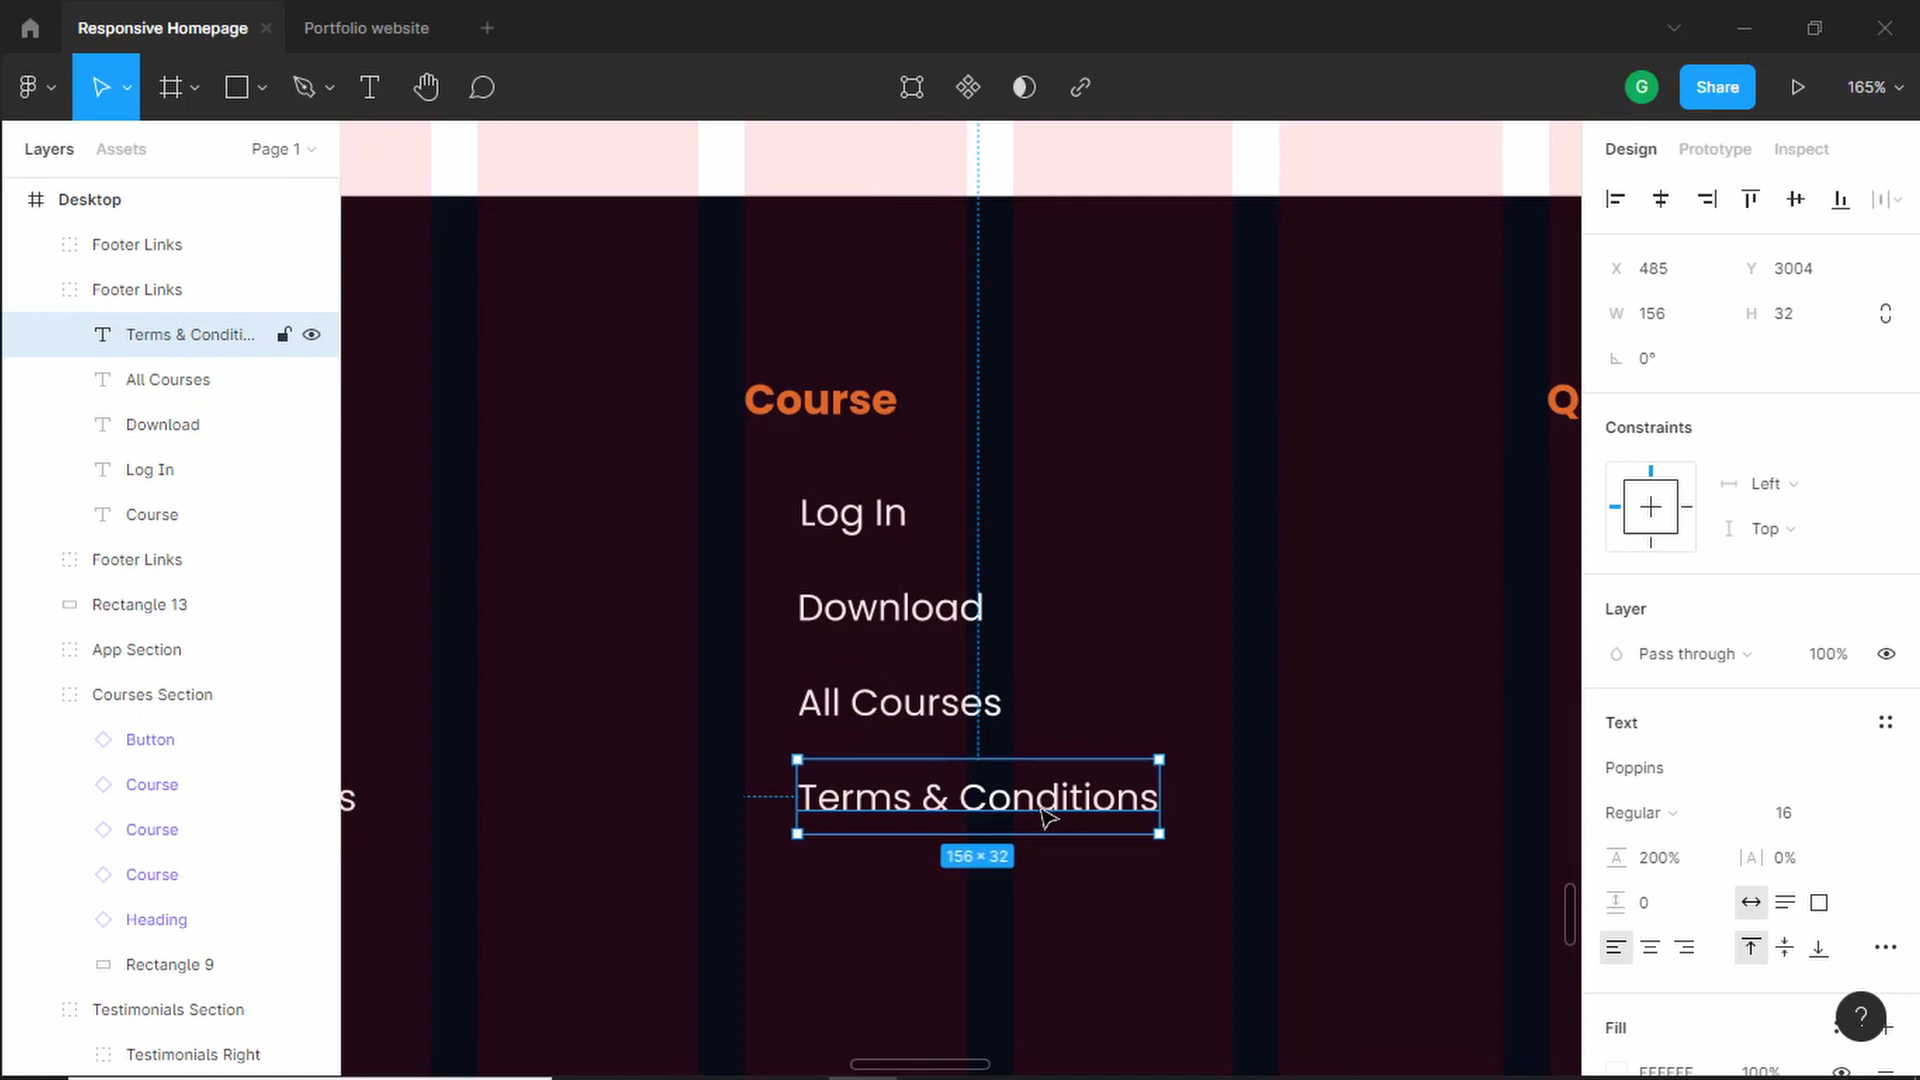 Responsive Homepage
Portfolio website
G
Share
165%
Layers
Assets
Page 1
Desktop
Footer Links
Footer Links
Terms & Conditi...
All Courses
Download
Log In
Course
Footer Links
Rectangle 13
App Section
Courses Section
Button
Course
Course
Course
Heading
Rectangle 9
Testimonials Section
Testimonials Right
Course
Q
Log In
Download
All Courses
s
Terms & Conditions
156 × 32
Design
Prototype
Inspect
X 485
Y 3004
W 156
H 32
0°
Constraints
Left
Top
Layer
Pass through
100%
Text
Poppins
Regular
16
200%
0%
0
Fill
?
FFFFFF
100%